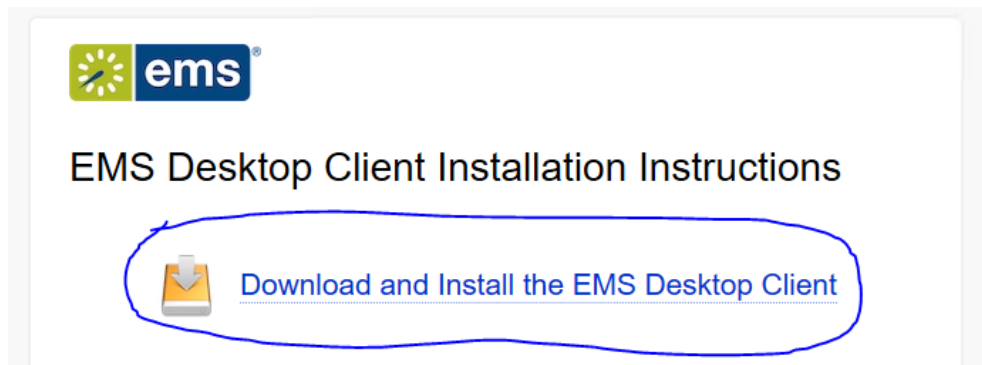 ems®
EMS Desktop Client Installation Instructions
Download and Install the EMS Desktop Client